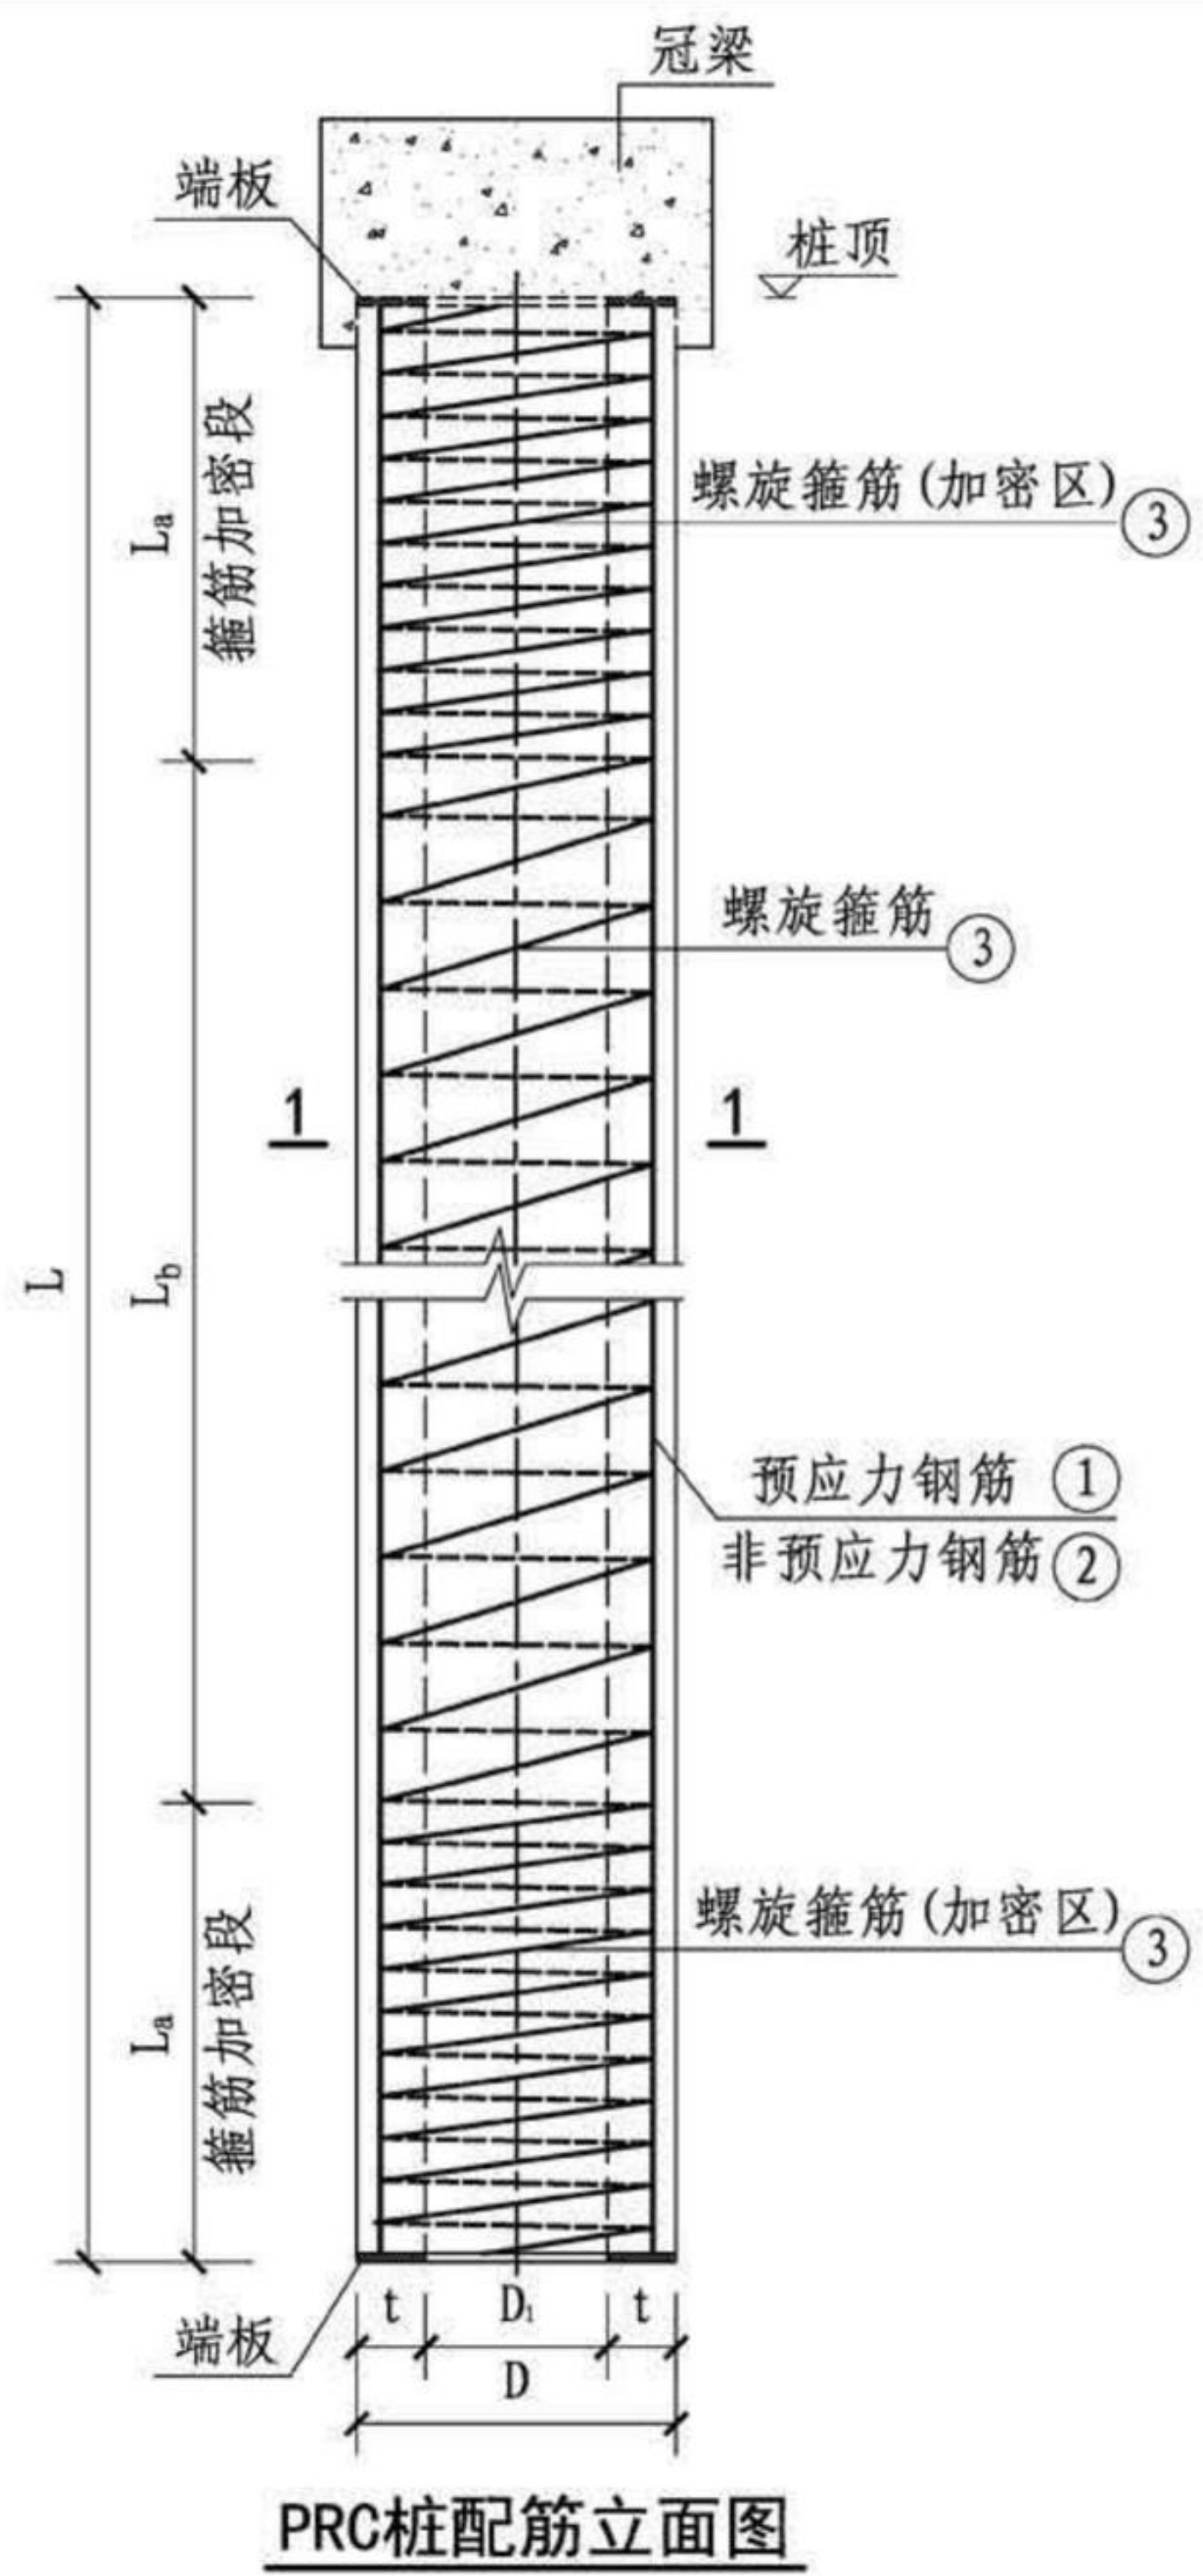 冠梁
端板
桩顶
La
箍筋加密段
螺旋箍筋(加密区) ③
螺旋箍筋 ③
1
1
L
Lb
预应力钢筋 ①
非预应力钢筋 ②
螺旋箍筋(加密区) ③
La
箍筋加密段
t
D1
t
端板
D
PRC桩配筋立面图